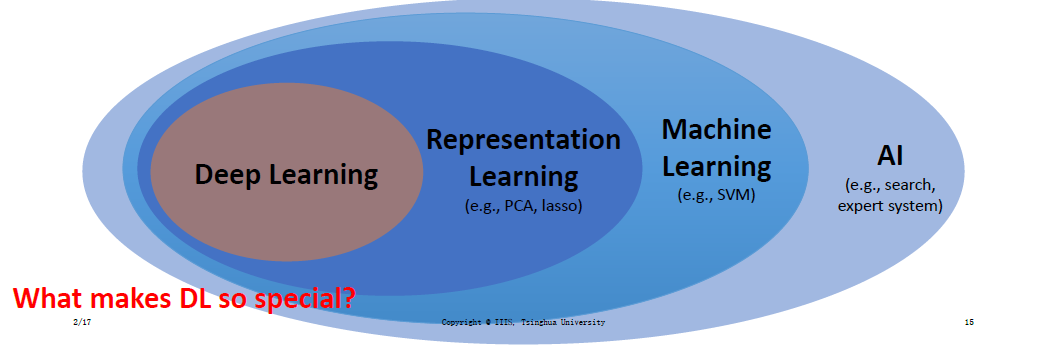 Deep Learning
Representation
Learning
(e.g., PCA, lasso)
Machine
Learning
(e.g., SVM)
AI
(e.g., search,
expert system)
What makes DL so special?
2/17
Copyright © IIIS, Tsinghua University
15